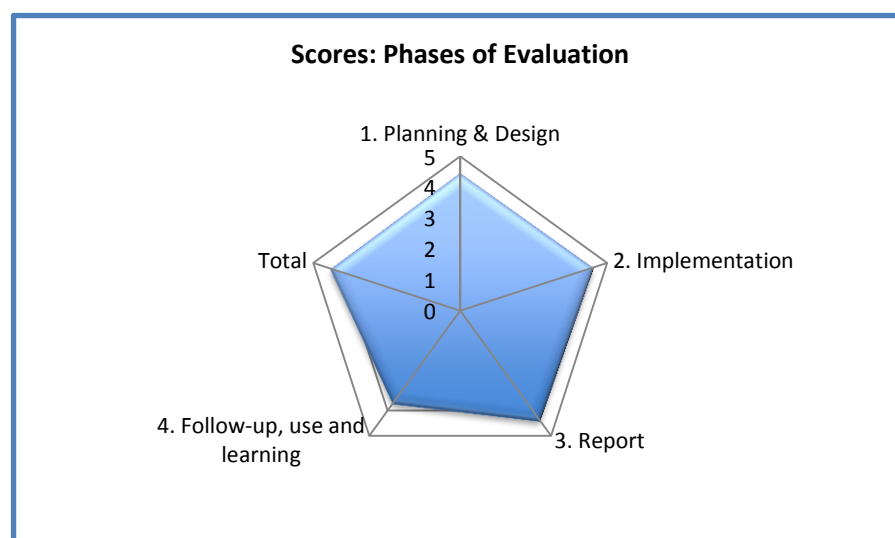 Scores: Phases of Evaluation
1. Planning & Design
5
4
3
2
1
0
2. Implementation
3. Report
4. Follow-up, use and
learning
Total